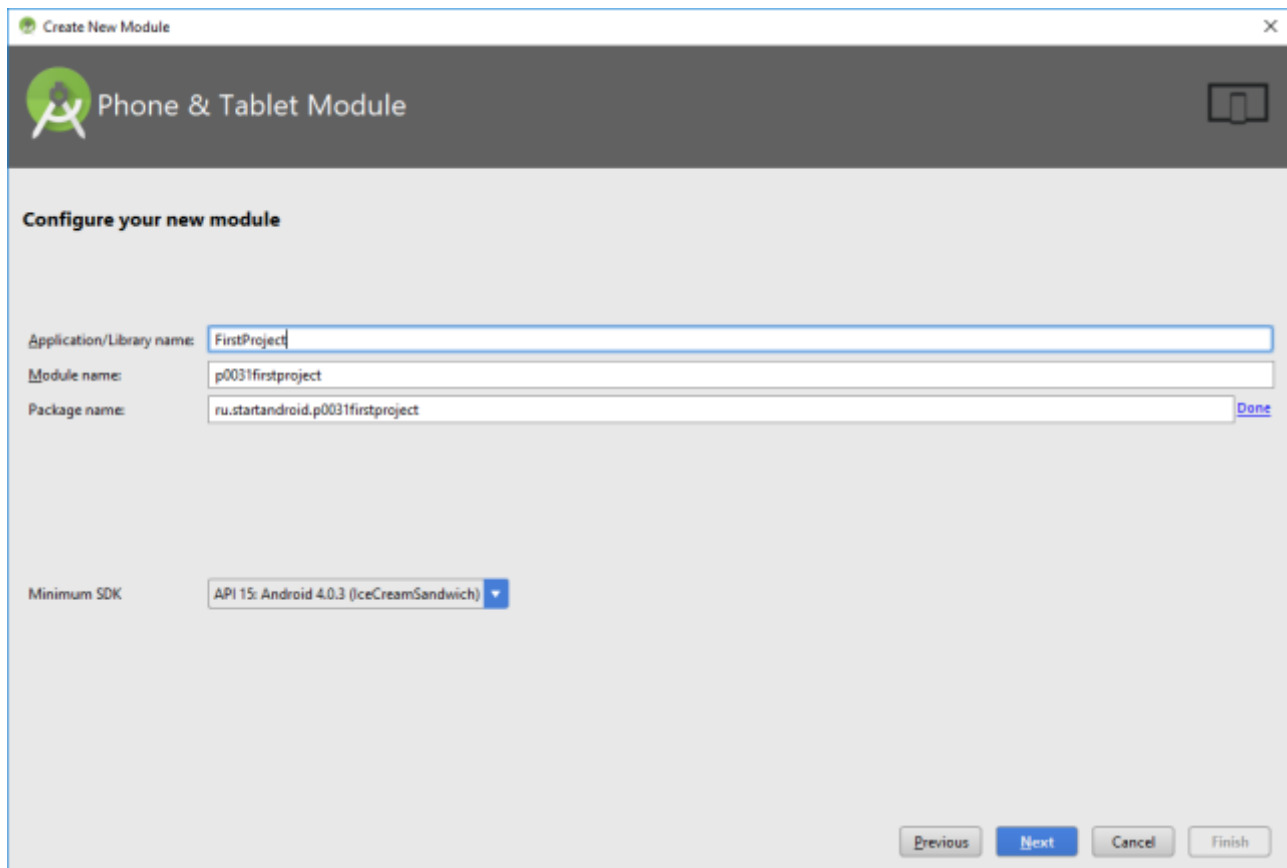 Create New Module
Phone & Tablet Module
Configure your new module
Application/Library name: FirstProject
Module name: p0031firstproject
Package name: ru.startandroid.p0031firstproject Done
Minimum SDK API 15: Android 4.0.3 (IceCreamSandwich)
Previous Next Cancel Finish